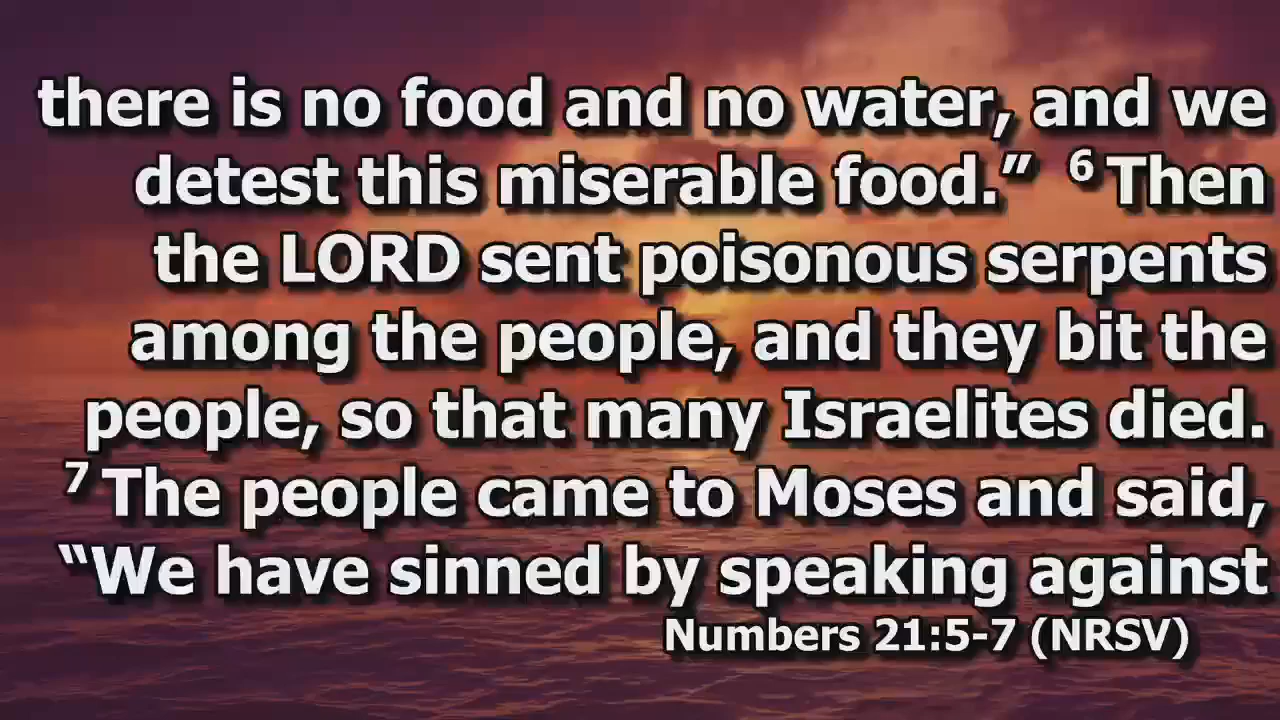 there is no food and no water, and we
detest this miserable food.” ⁶ Then
the LORD sent poisonous serpents
among the people, and they bit the
people, so that many Israelites died.
⁷ The people came to Moses and said,
“We have sinned by speaking against
Numbers 21:5-7 (NRSV)